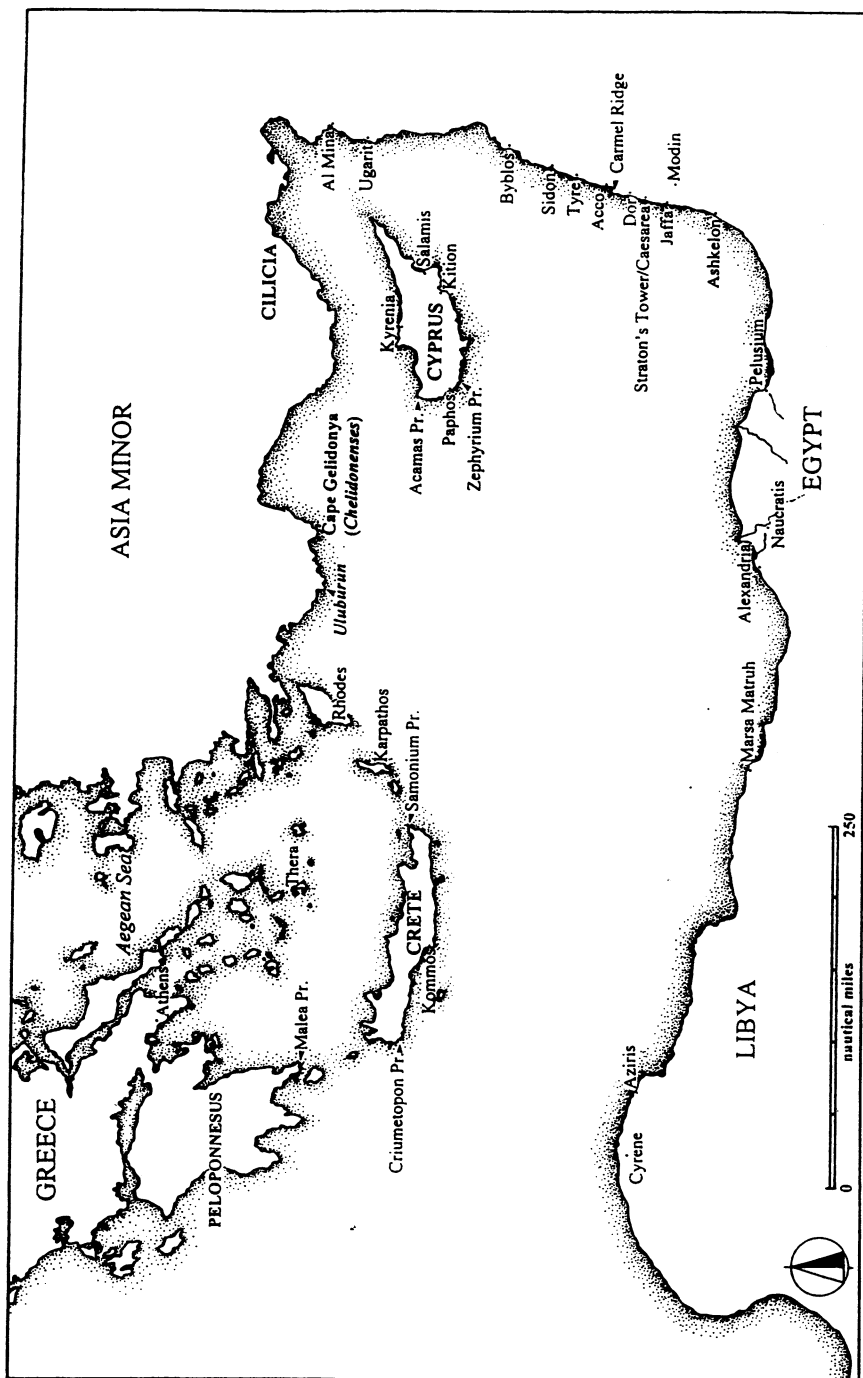 GREECE
Aegean Sea
ASIA MINOR
Athens
PELOPONNESUS
Malea Pr.
Thera
Rhodes
Uluburun
Cape Gelidonya
(Chelidonenses)
CILICIA
Al Mina
Ugarit
Karpathos
Samonium Pr.
CRETE
Kommos
Criumetopon Pr.
Kyrenia
Salamis
Kition
CYPRUS
Acamas Pr.
Paphos
Zephyrium Pr.
Byblos
Sidon
Tyre
Acco
Carmel Ridge
Dor
Straton's Tower/Caesarea
Jaffa
Modin
Ashkelon
Cyrene
Aziris
LIBYA
Marsa Matruh
Alexandria
Naucratis
Pelusium
EGYPT
0
250
nautical miles